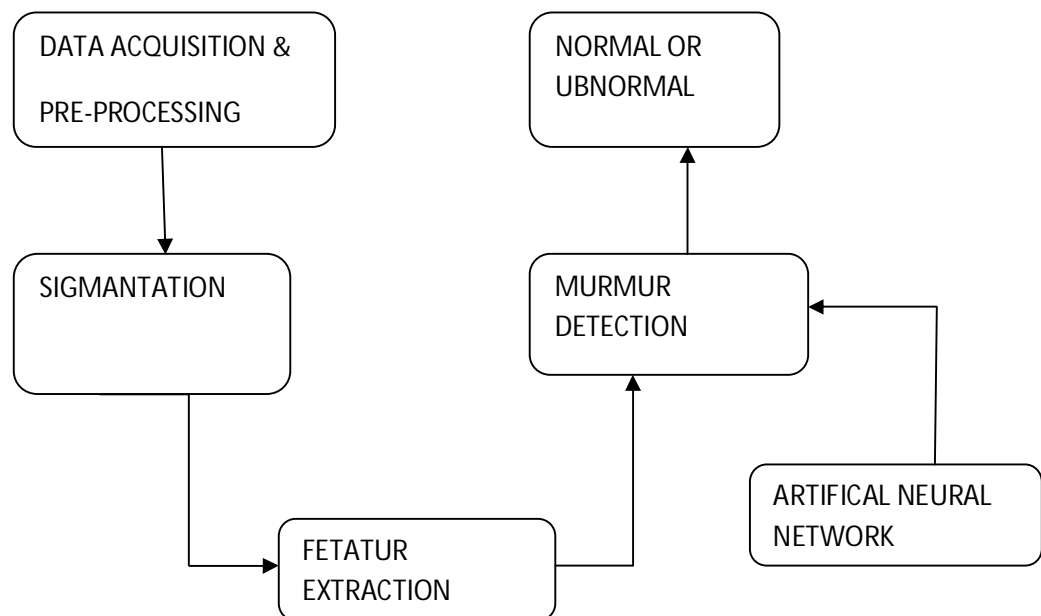 DATA ACQUISITION &
PRE-PROCESSING
SIGMANTATION
FETATUR
EXTRACTION
MURMUR
DETECTION
NORMAL OR
UBNORMAL
ARTIFICAL NEURAL
NETWORK